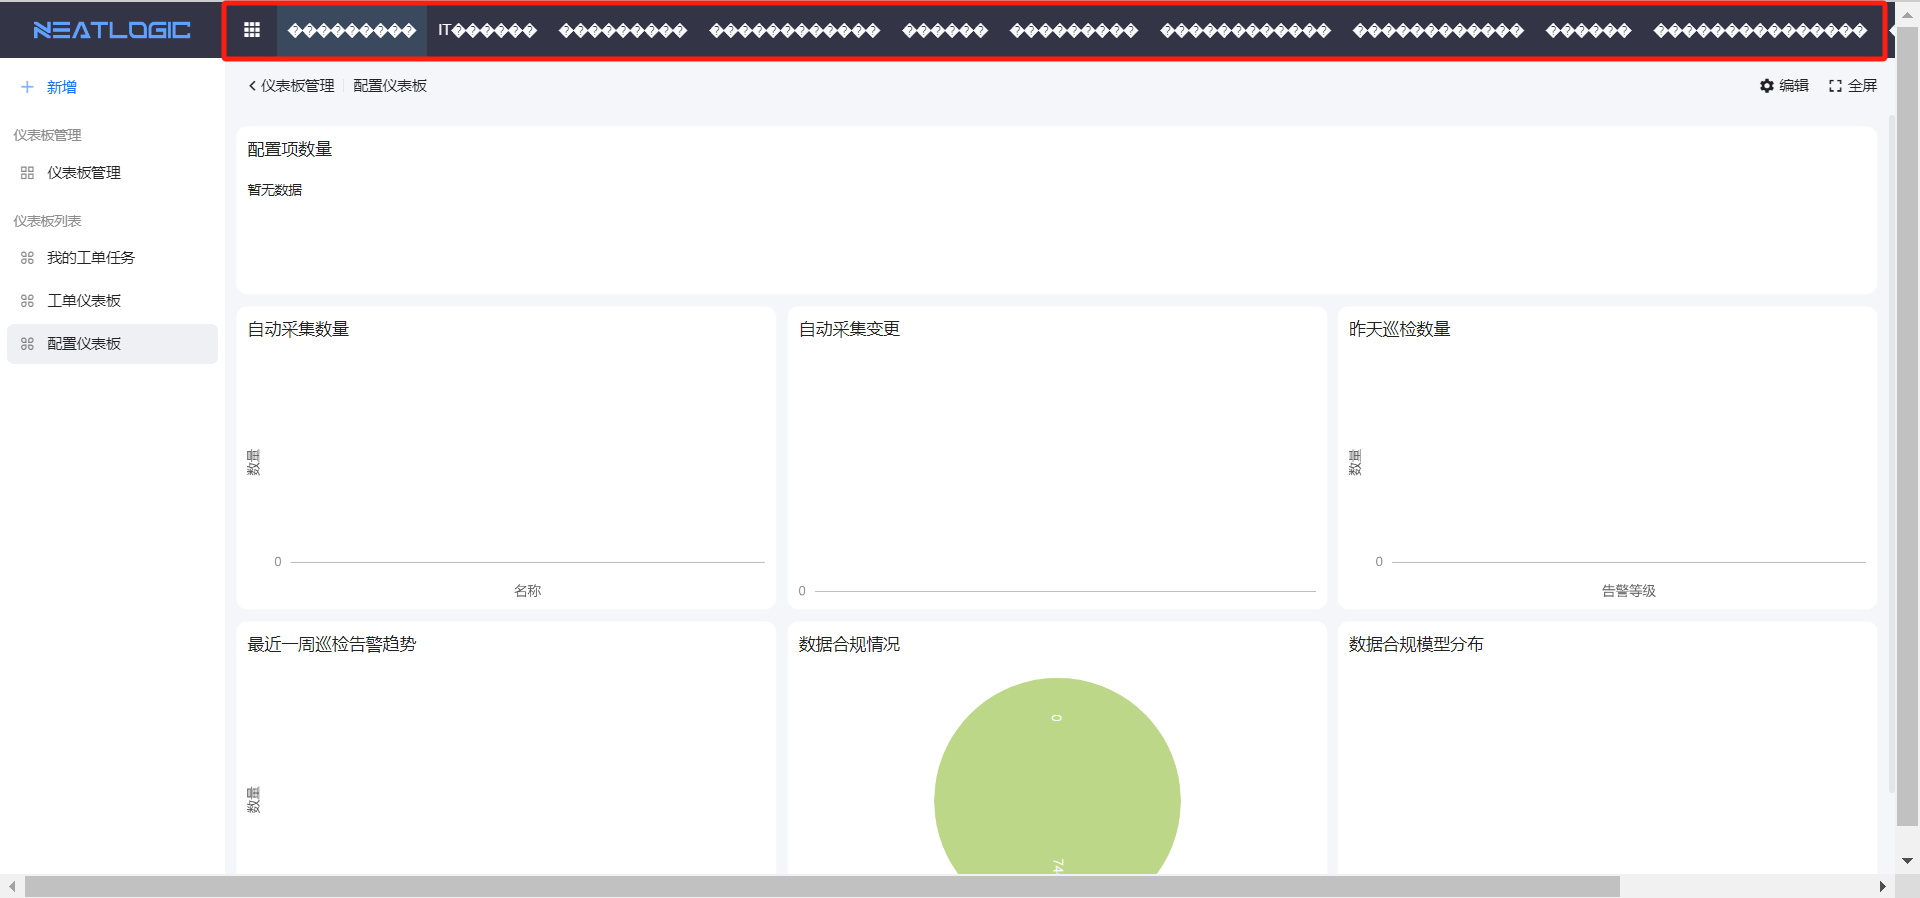 NEATLOGIC
IT
新增
仪表板管理
仪表板管理
仪表板列表
我的工单任务
工单仪表板
配置仪表板
仪表板管理 配置仪表板
编辑 全屏
配置项数量
暂无数据
自动采集数量
数量
0
名称
自动采集变更
0
昨天巡检数量
数量
0
告警等级
最近一周巡检告警趋势
数量
数据合规情况
0
74
数据合规模型分布